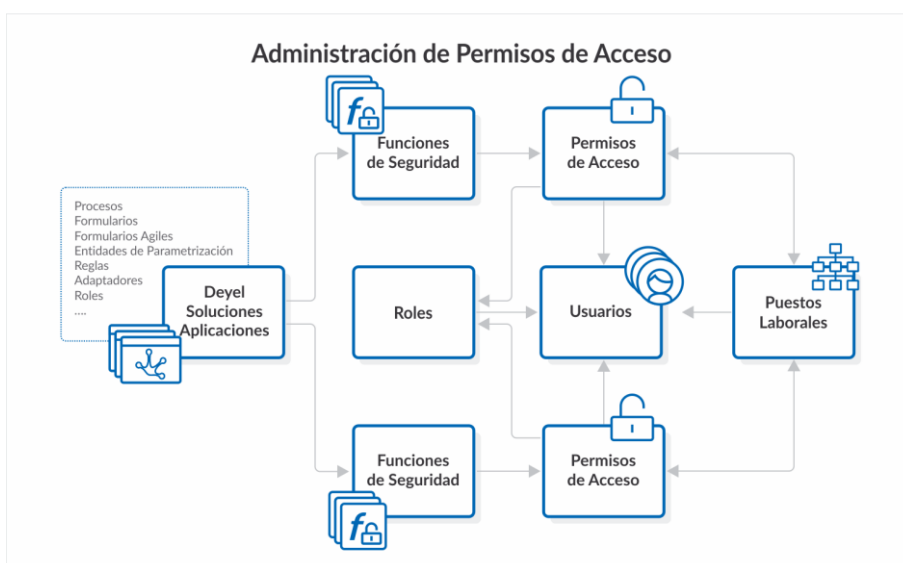 Administración de Permisos de Acceso
Funciones
de Seguridad
Permisos
de Acceso
Procesos
Formularios
Formularios Agiles
Entidades de Parametrización
Reglas
Adaptadores
Roles
....
Deyel
Soluciones
Aplicaciones
Roles
Usuarios
Puestos
Laborales
Funciones
de Seguridad
Permisos
de Acceso
f
f